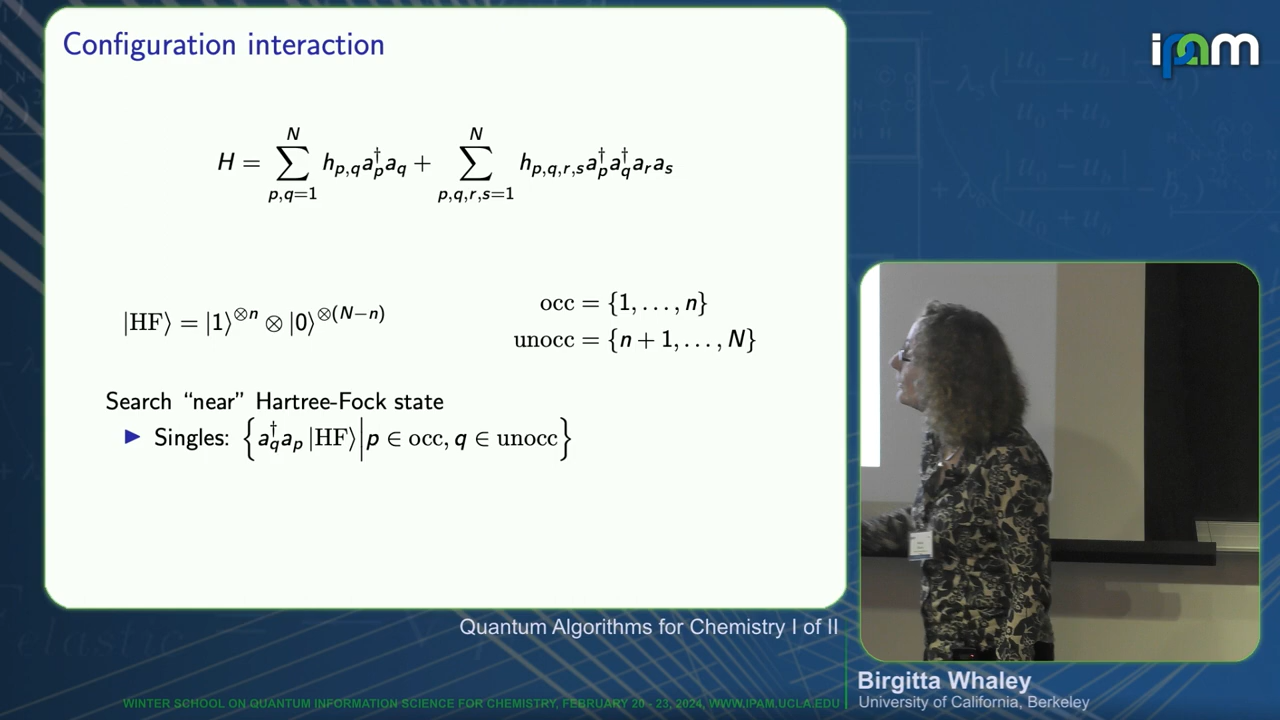 Configuration interaction
ipam
H = \sum_{p,q=1}^{N} h_{p,q} a_p^† a_q + \sum_{p,q,r,s=1}^{N} h_{p,q,r,s} a_p^† a_q^† a_r a_s
|HF⟩ = |1⟩^{⊗n} ⊗ |0⟩^{⊗(N−n)}
occ = {1, . . . , n}
unocc = {n + 1, . . . , N}
Search “near” Hartree-Fock state
▶ Singles: {a_q^† a_p |HF⟩ | p ∈ occ, q ∈ unocc}
Quantum Algorithms for Chemistry I of II
Birgitta Whaley
University of California, Berkeley
WINTER SCHOOL ON QUANTUM INFORMATION SCIENCE FOR CHEMISTRY, FEBRUARY 20 - 23, 2024, WWW.IPAM.UCLA.EDU